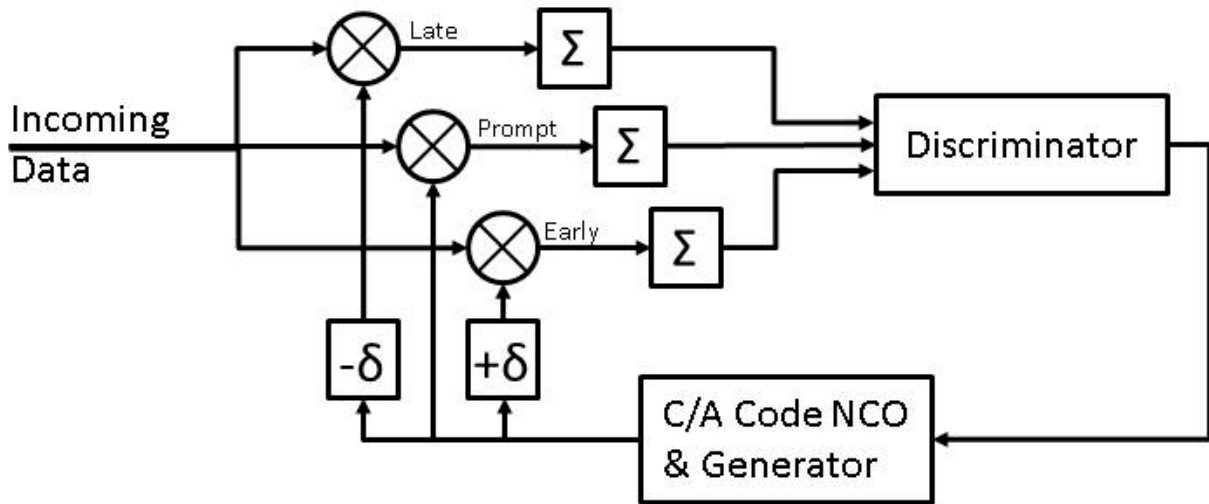 Late
Σ
Incoming
Data
Prompt
Σ
Discriminator
Early
Σ
-δ
+δ
C/A Code NCO
& Generator